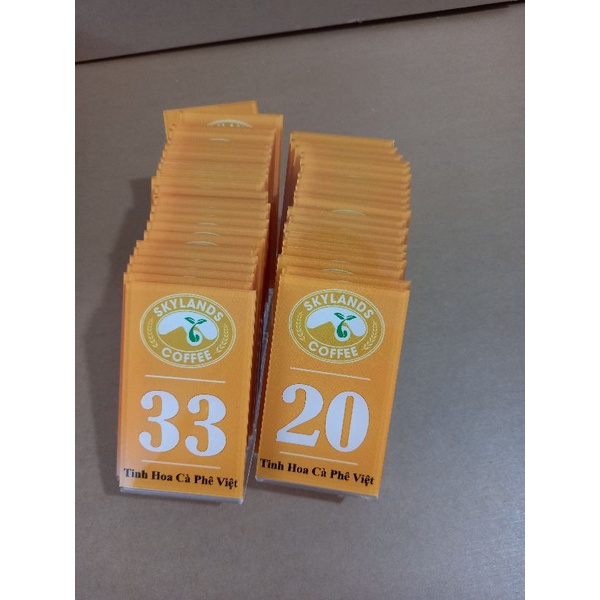 SKYLANDS
COFFEE
33
Tinh Hoa Cà Phê Việt
SKYLANDS
COFFEE
20
Tinh Hoa Cà Phê Việt